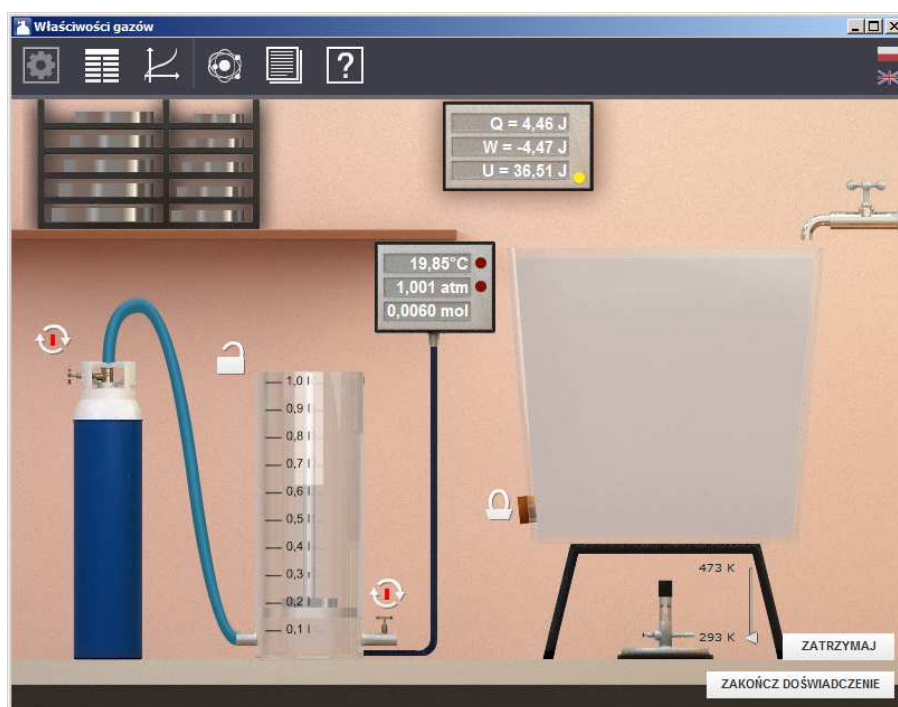 Właściwości gazów
?
Q = 4,46 J
W = -4,47 J
U = 36,51 J
19,85°C
1,001 atm
0,0060 mol
1,0 l
0,9 l
0,8 l
0,7 l
0,6 l
0,5 l
0,4 l
0,3 l
0,2 l
0,1 l
473 K
293 K
ZATRZYMAJ
ZAKOŃCZ DOŚWIADCZENIE